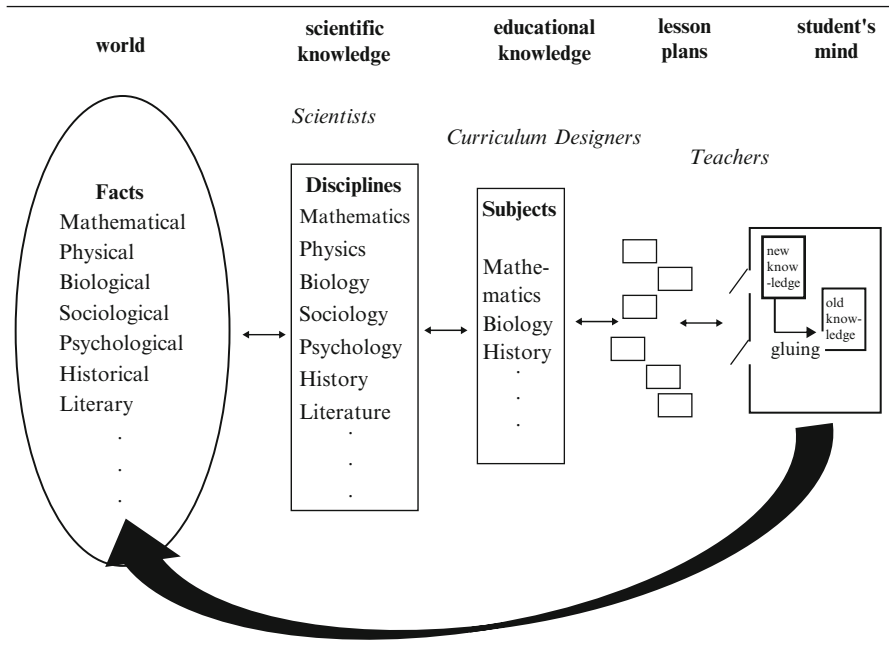 world
scientific
knowledge
educational
knowledge
lesson
plans
student's
mind
Scientists
Curriculum Designers
Teachers
Facts
Mathematical
Physical
Biological
Sociological
Psychological
Historical
Literary
.
.
.
Disciplines
Mathematics
Physics
Biology
Sociology
Psychology
History
Literature
.
.
.
Subjects
Mathe-
matics
Biology
History
.
.
.
new
know
-ledge
old
know-
ledge
gluing